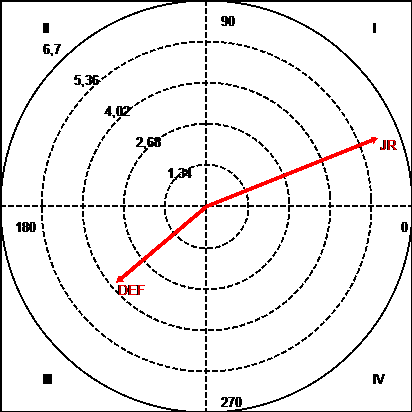 90
II
I
6,7
5,36
4,02
2,68
1,34
JR
180
0
DEF
III
IV
270